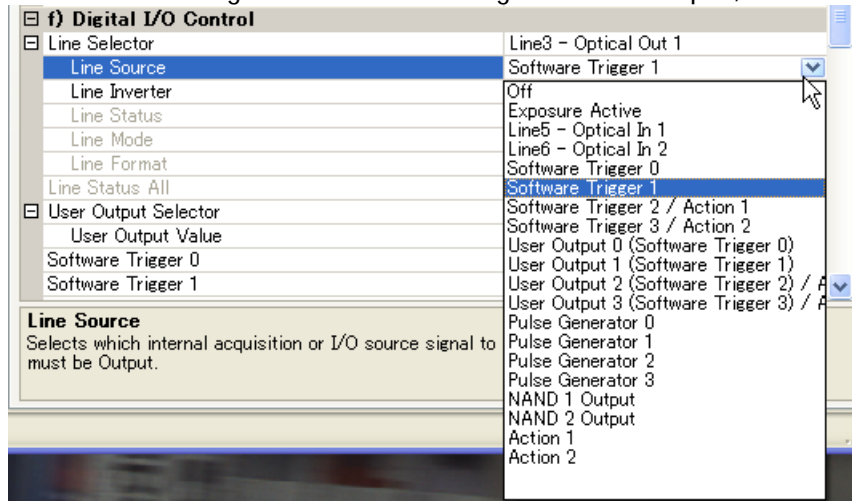 f) Digital I/O Control
Line Selector Line3 - Optical Out 1
Line Source Software Trigger 1
Line Inverter
Line Status
Line Mode
Line Format
Line Status All
User Output Selector
User Output Value
Software Trigger 0
Software Trigger 1
Off
Exposure Active
Line5 - Optical In 1
Line6 - Optical In 2
Software Trigger 0
Software Trigger 1
Software Trigger 2 / Action 1
Software Trigger 3 / Action 2
User Output 0 (Software Trigger 0)
User Output 1 (Software Trigger 1)
User Output 2 (Software Trigger 2) /
User Output 3 (Software Trigger 3) /
Pulse Generator 0
Pulse Generator 1
Pulse Generator 2
Pulse Generator 3
NAND 1 Output
NAND 2 Output
Action 1
Action 2
Line Source
Selects which internal acquisition or I/O source signal to
must be Output.